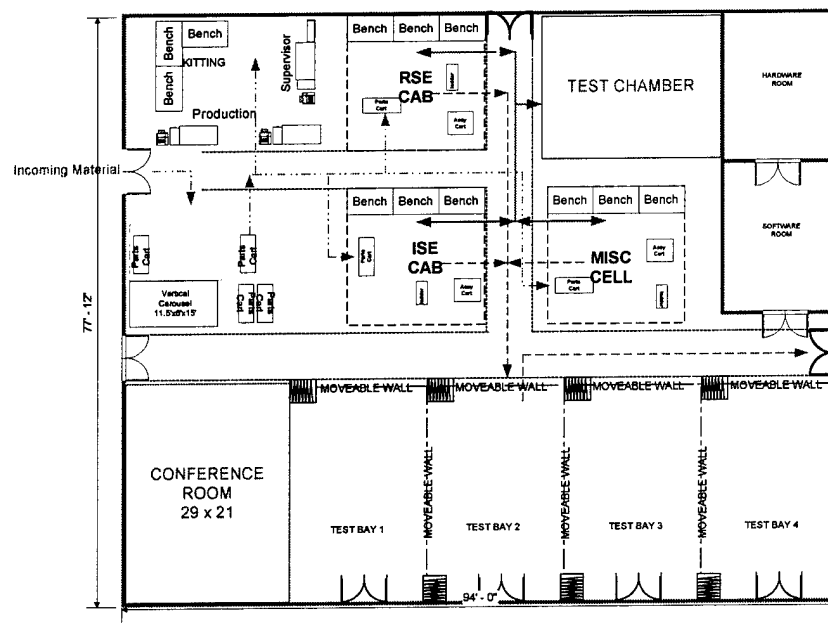 Bench
Bench
Bench
KITTING
Supervisor
Production
Bench
Bench
Bench
RSE
CAB
Parts
Cart
Assy
Cart
TEST CHAMBER
HARDWARE
ROOM
Incoming Material
Bench
Bench
Bench
ISE
CAB
Parts
Cart
Assy
Cart
Bench
Bench
Bench
MISC
CELL
Assy
Cart
Parts
Cart
SOFTWARE
ROOM
Parts
Cart
Parts
Cart
Parts
Cart
Parts
Cart
Vertical
Carousel
11.5'x8'x15'
77' - 12"
MOVEABLE WALL
MOVEABLE WALL
MOVEABLE WALL
MOVEABLE WALL
CONFERENCE
ROOM
29 x 21
MOVEABLE WALL
MOVEABLE WALL
MOVEABLE WALL
TEST BAY 1
TEST BAY 2
TEST BAY 3
TEST BAY 4
94' - 0"